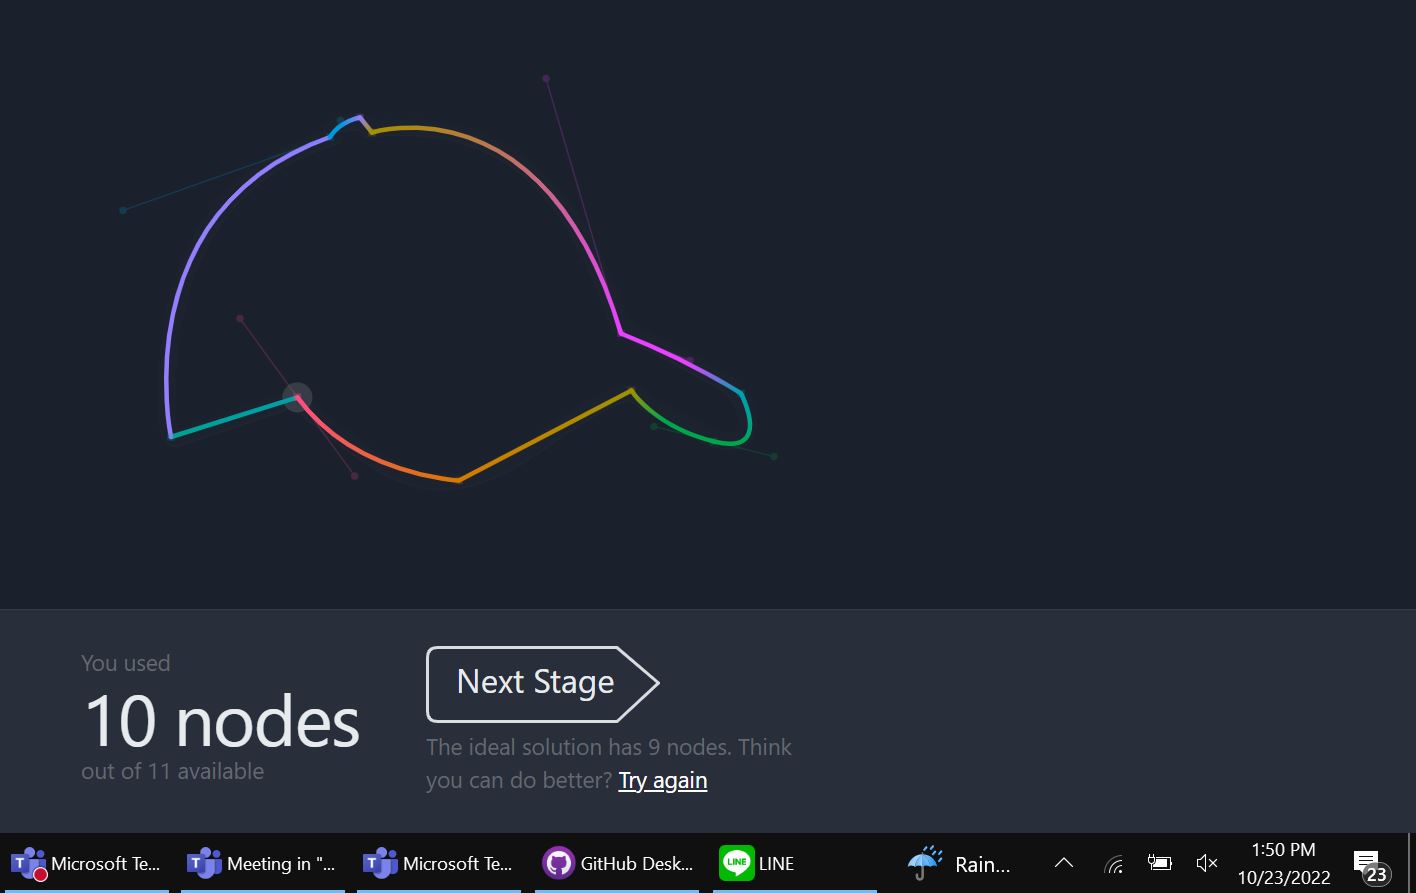 You used
10 nodes
out of 11 available
Next Stage
The ideal solution has 9 nodes. Think
you can do better? Try again
Microsoft Te...
Meeting in "...
Microsoft Te...
GitHub Desk...
LINE
LINE
Rain...
1:50 PM
10/23/2022
23